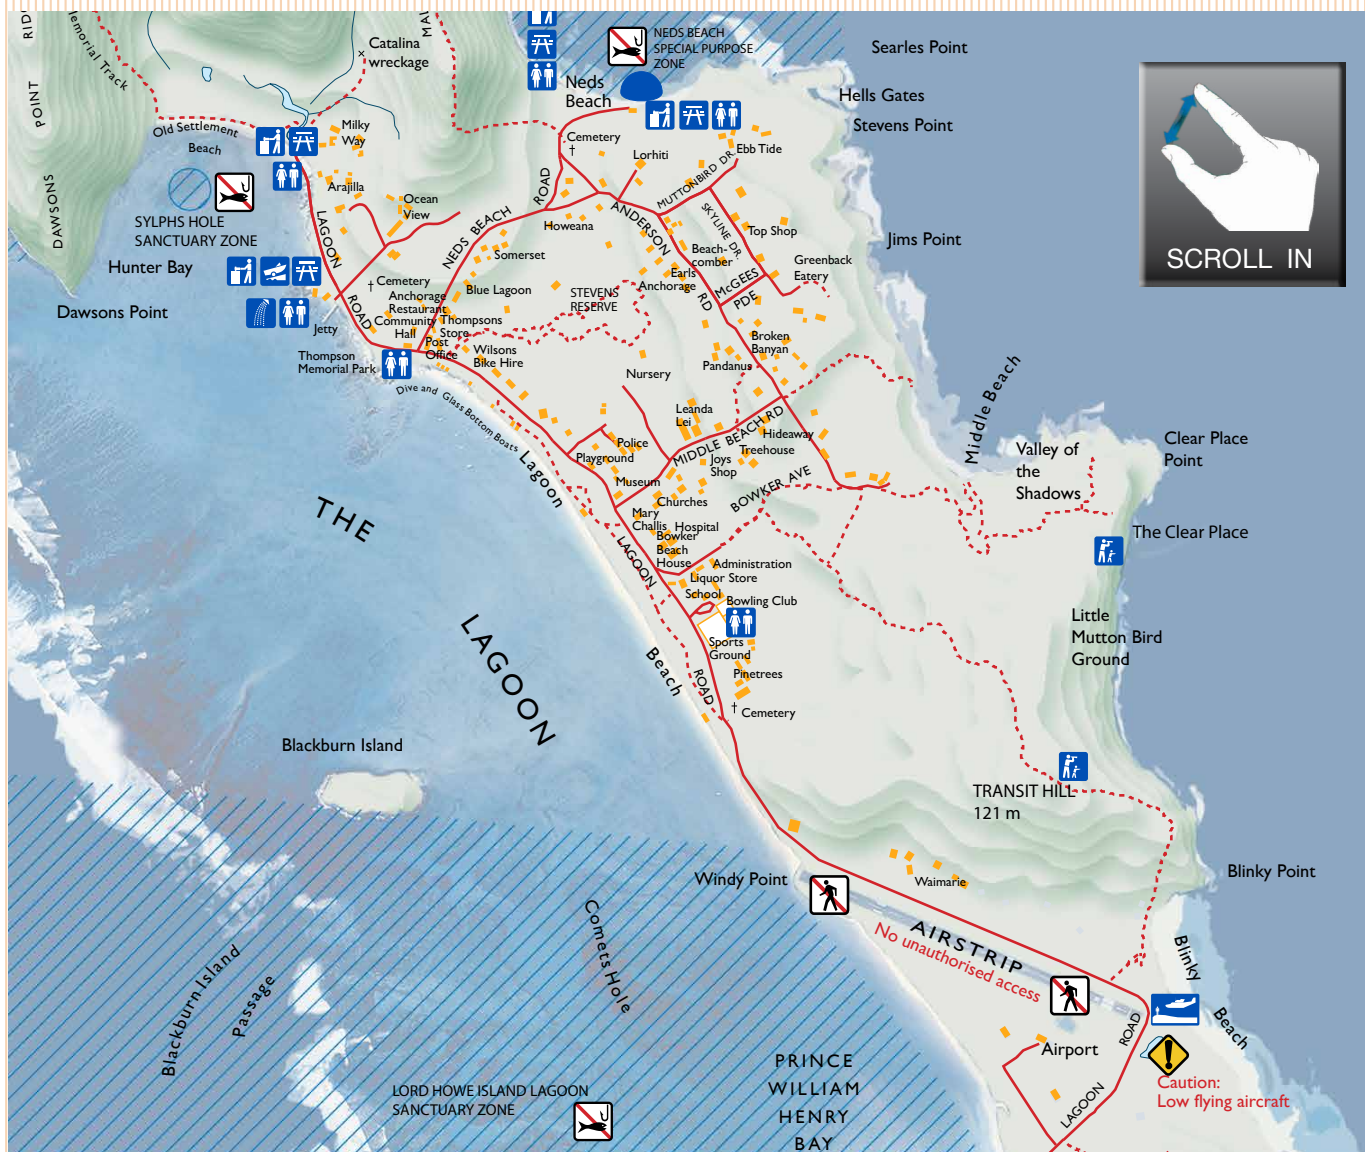 RIDG
Memorial Track
POINT
DAWSONS
MAL
Catalina
wreckage
Old Settlement
Beach
Milky
Way
Arajilla
Ocean
View
SYLPHS HOLE
SANCTUARY ZONE
Hunter Bay
Dawsons Point
LAGOON
ROAD
Jetty
Thompson
Memorial Park
NEDS BEACH
SPECIAL PURPOSE
ZONE
Neds
Beach
Cemetery
Lorhiti
MUTTONBIRD DR.
Ebb Tide
Searles Point
Hells Gates
Stevens Point
Jims Point
NEDS BEACH
ROAD
Howeana
ANDERSON
RD
SKYLINE DR.
Top Shop
Beach-
comber
Greenback
Eatery
Earls
Anchorage
McGEES
PDE
Somerset
Blue Lagoon
STEVENS
RESERVE
Cemetery
Anchorage
Restaurant
Community
Hall
Thompsons
Store
Post
Office
Wilsons
Bike Hire
Broken
Banyan
Pandanus
Nursery
Leanda
Lei
MIDDLE BEACH RD
Hideaway
Treehouse
Joys
Shop
Police
Playground
Museum
BOWKER AVE
Churches
Mary
Challis
Hospital
Bowker
Beach
House
Administration
Liquor Store
School
Bowling Club
Sports
Ground
Pinetrees
Cemetery
LAGOON
ROAD
Dive and Glass Bottom Boats
Lagoon
Beach
Middle Beach
Valley of
the
Shadows
Clear Place
Point
The Clear Place
Little
Mutton Bird
Ground
TRANSIT HILL
121 m
THE
LAGOON
Blackburn Island
Windy Point
Waimarie
Blinky Point
AIRSTRIP
No unauthorised access
Blinky
Beach
Airport
LAGOON
ROAD
Caution:
Low flying aircraft
Comets Hole
Blackburn Island
Passage
LORD HOWE ISLAND LAGOON
SANCTUARY ZONE
PRINCE
WILLIAM
HENRY
BAY
SCROLL IN